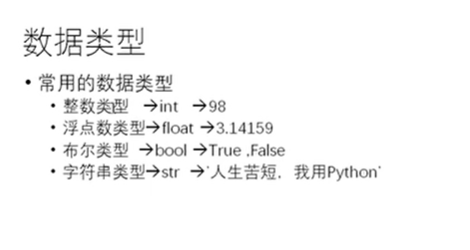 数据类型
• 常用的数据类型
• 整数类型 →int →98
• 浮点数类型→float →3.14159
• 布尔类型 →bool →True ,False
• 字符串类型→str →'人生苦短，我用Python'